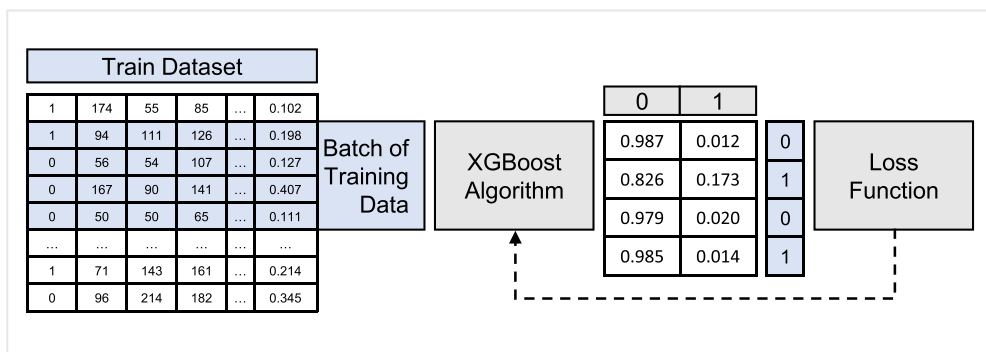 Train Dataset
1 174 55 85 ... 0.102
1 94 111 126 ... 0.198
0 56 54 107 ... 0.127
0 167 90 141 ... 0.407
0 50 50 65 ... 0.111
... ... ... ... ... ...
1 71 143 161 ... 0.214
0 96 214 182 ... 0.345
Batch of
Training
Data
XGBoost
Algorithm
0 1
0.987 0.012 0
0.826 0.173 1
0.979 0.020 0
0.985 0.014 1
Loss
Function